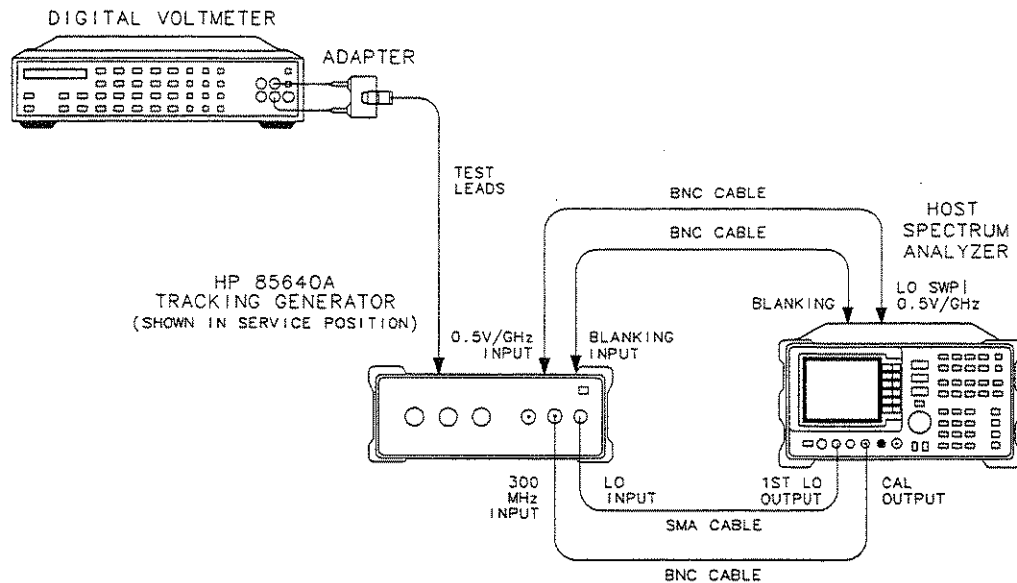 DIGITAL VOLTMETER
ADAPTER
TEST
LEADS
BNC CABLE
BNC CABLE
HOST
SPECTRUM
ANALYZER
HP 85640A
TRACKING GENERATOR
(SHOWN IN SERVICE POSITION)
0.5V/GHz
INPUT
BLANKING
INPUT
BLANKING
LO SWP|
0.5V/GHz
300
MHz
INPUT
LO
INPUT
1ST LO
OUTPUT
CAL
OUTPUT
SMA CABLE
BNC CABLE